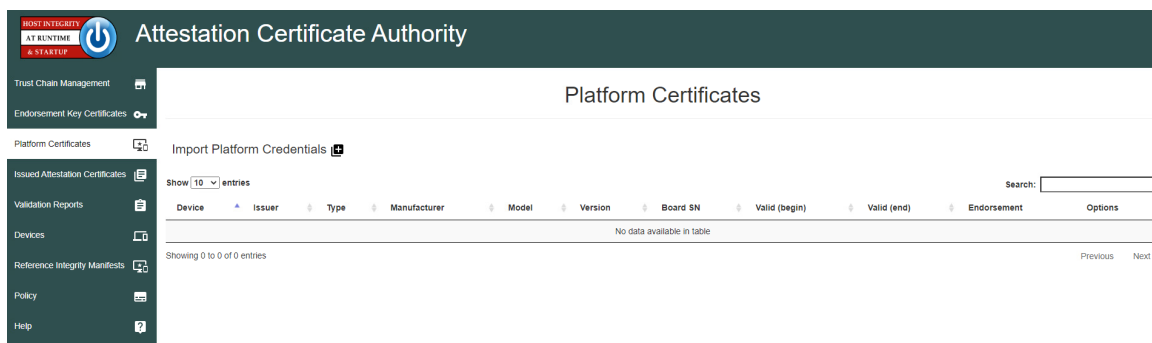 HOST INTEGRITY
AT RUNTIME
& STARTUP
Attestation Certificate Authority
Trust Chain Management
Endorsement Key Certificates
Platform Certificates
Issued Attestation Certificates
Validation Reports
Devices
Reference Integrity Manifests
Policy
Help
Platform Certificates
Import Platform Credentials
Show 10 entries
Search:
Device Issuer Type Manufacturer Model Version Board SN Valid (begin) Valid (end) Endorsement Options
No data available in table
Showing 0 to 0 of 0 entries
Previous Next